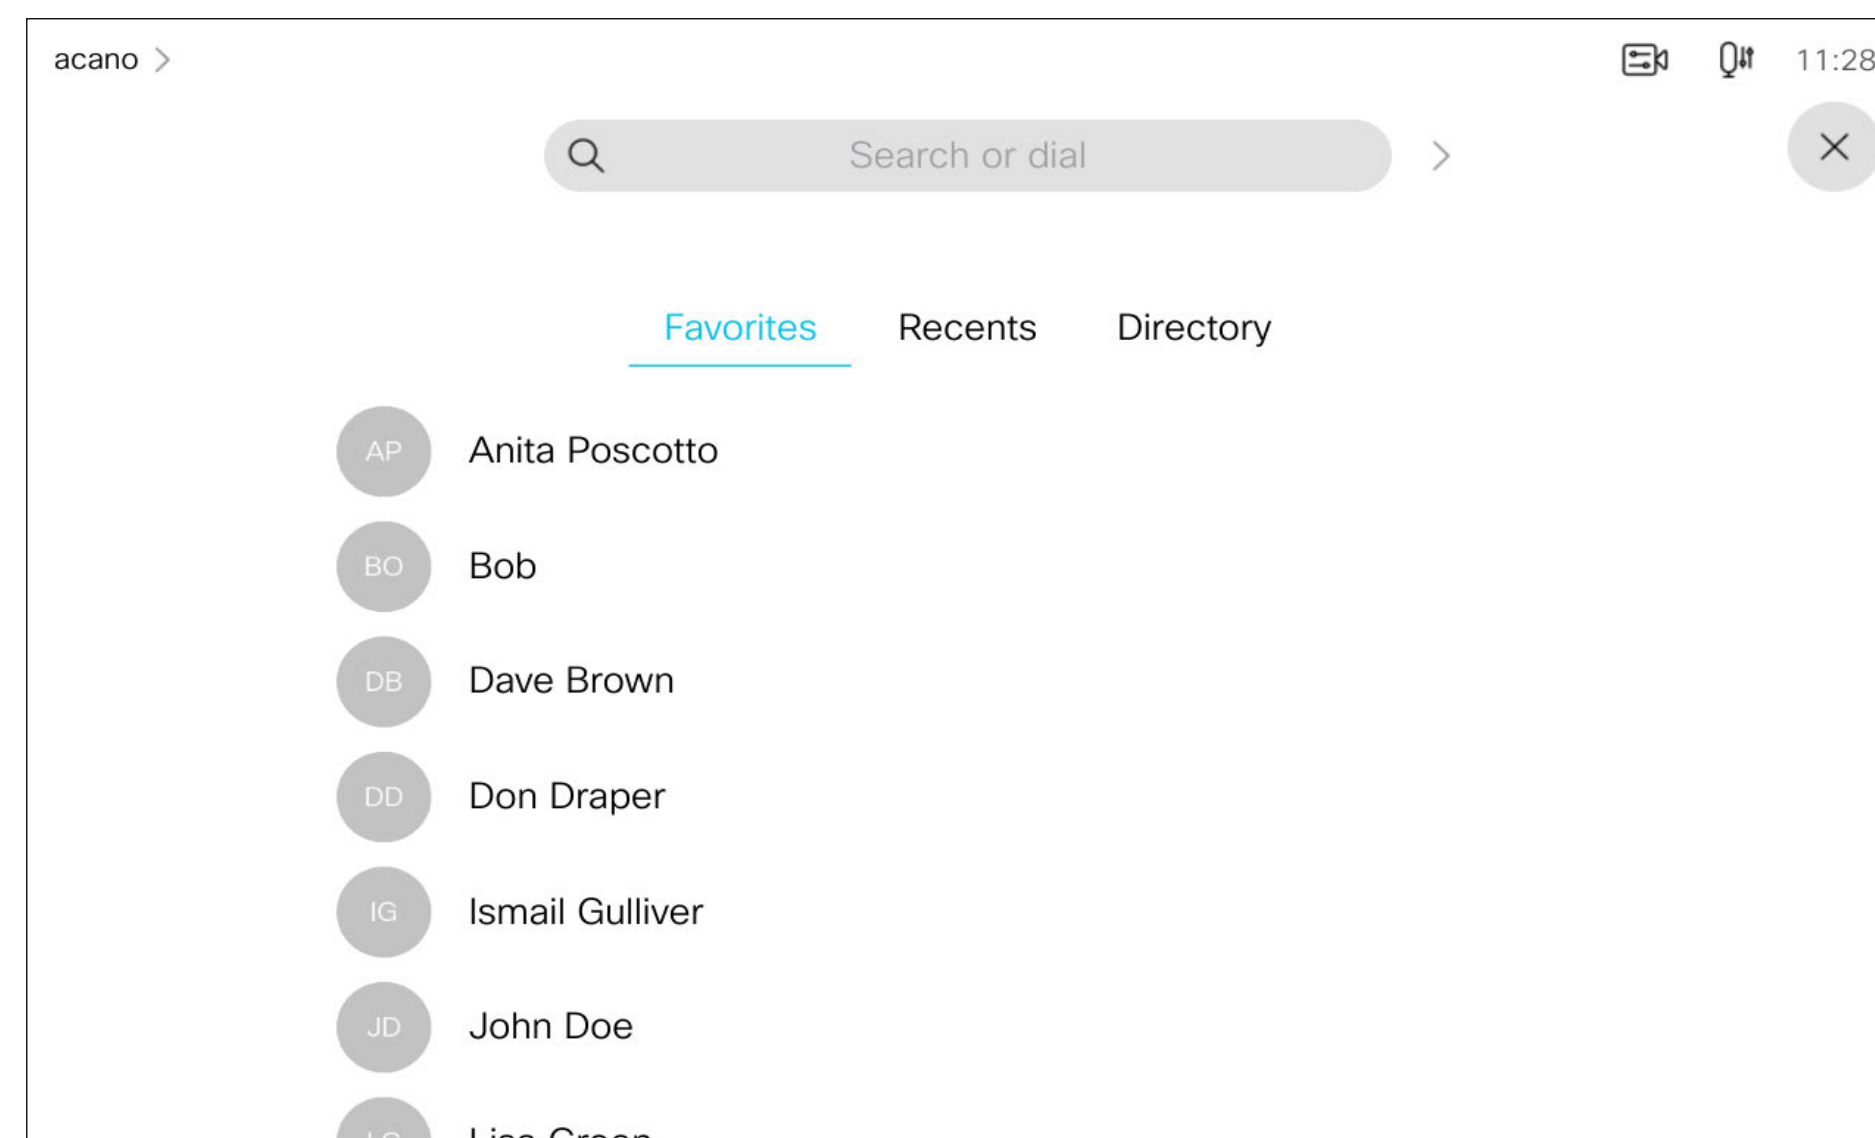 acano
11:28
Search or dial
Favorites Recents Directory
AP Anita Poscotto
BO Bob
DB Dave Brown
DD Don Draper
IG Ismail Gulliver
JD John Doe